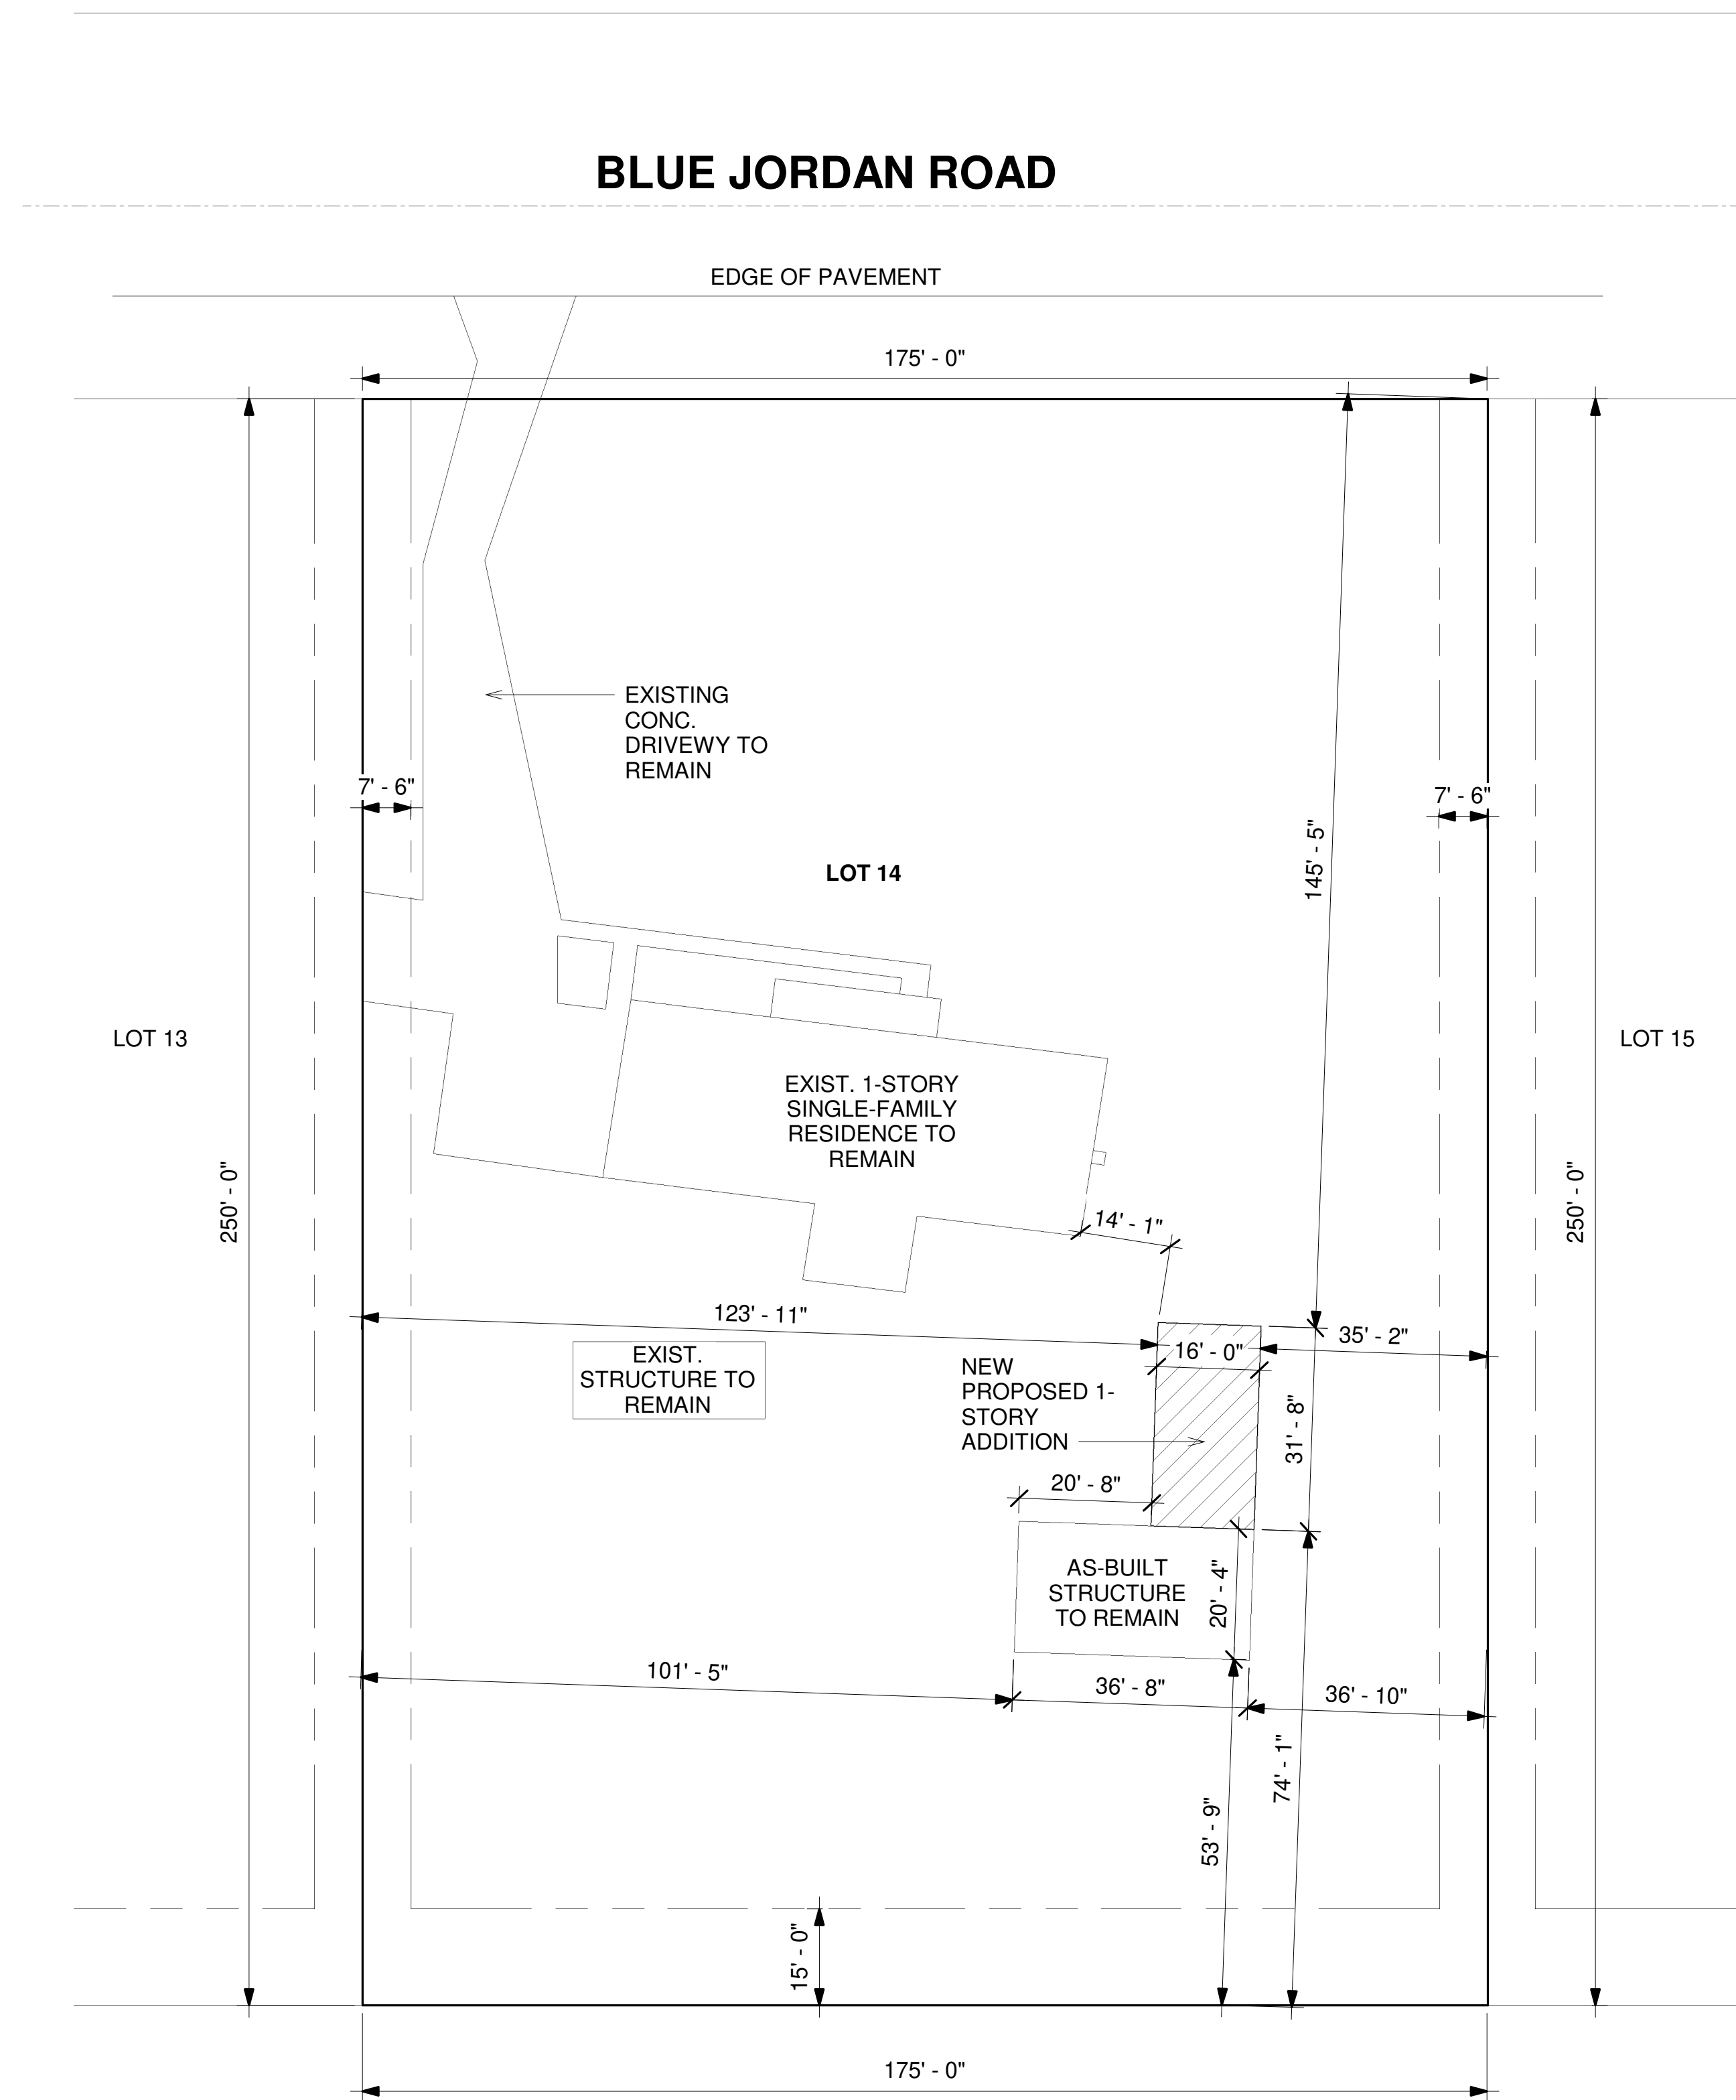 BLUE JORDAN ROAD
EDGE OF PAVEMENT
175' - 0"
EXISTING
CONC.
DRIVEWY TO
REMAIN
7' - 6"
7' - 6"
145' - 5"
LOT 14
LOT 13
LOT 15
EXIST. 1-STORY
SINGLE-FAMILY
RESIDENCE TO
REMAIN
250' - 0"
250' - 0"
14' - 1"
123' - 11"
35' - 2"
16' - 0"
EXIST.
STRUCTURE TO
REMAIN
NEW
PROPOSED 1-
STORY
ADDITION
31' - 8"
20' - 8"
AS-BUILT
STRUCTURE
TO REMAIN
20' - 4"
101' - 5"
36' - 8"
36' - 10"
74' - 1"
53' - 9"
15' - 0"
175' - 0"